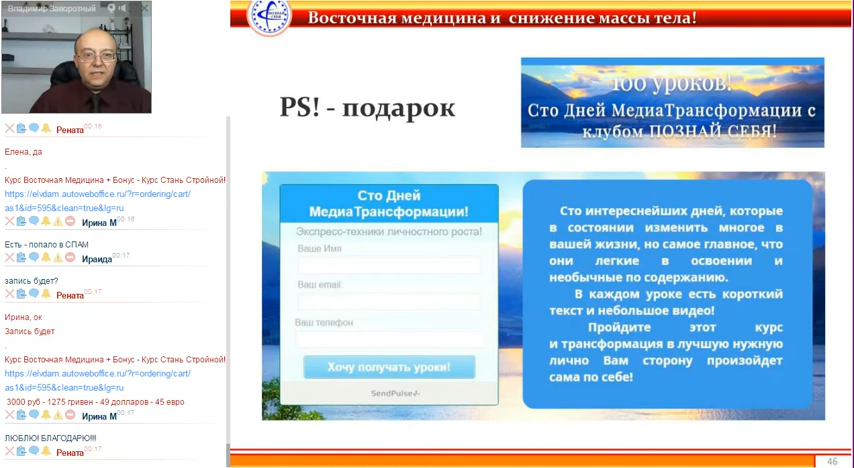 Владимир Заворотный
Рената 00:16
Елена, да
.
Курс Восточная Медицина + Бонус - Курс Стань Стройной!
https://elvdam.autoweboffice.ru/?r=ordering/cart/
as1&id=595&clean=true&lg=ru
Ирина М 00:16
Есть - попало в СПАМ
Ираида 00:17
запись будет?
Рената 00:17
Ирина, ок
Запись будет
.
Курс Восточная Медицина + Бонус - Курс Стань Стройной!
https://elvdam.autoweboffice.ru/?r=ordering/cart/
as1&id=595&clean=true&lg=ru
3000 руб - 1275 гривен - 49 долларов - 45 евро
Ирина М 00:17
ЛЮБЛЮ! БЛАГОДАРЮ!!!
Рената 00:17
Восточная медицина и снижение массы тела!
PS! - подарок
100 уроков!
Сто Дней МедиаТрансформации с
клубом ПОЗНАЙ СЕБЯ!
Сто Дней
МедиаТрансформации!
Экспресс-техники личностного роста!
Ваше Имя
Ваш email
Ваш телефон
Хочу получать уроки!
SendPulse
Сто интереснейших дней, которые
в состоянии изменить многое в
вашей жизни, но самое главное, что
они легкие в освоении и
необычные по содержанию.
В каждом уроке есть короткий
текст и небольшое видео!
Пройдите этот курс
и трансформация в лучшую нужную
лично Вам сторону произойдет
сама по себе!
46